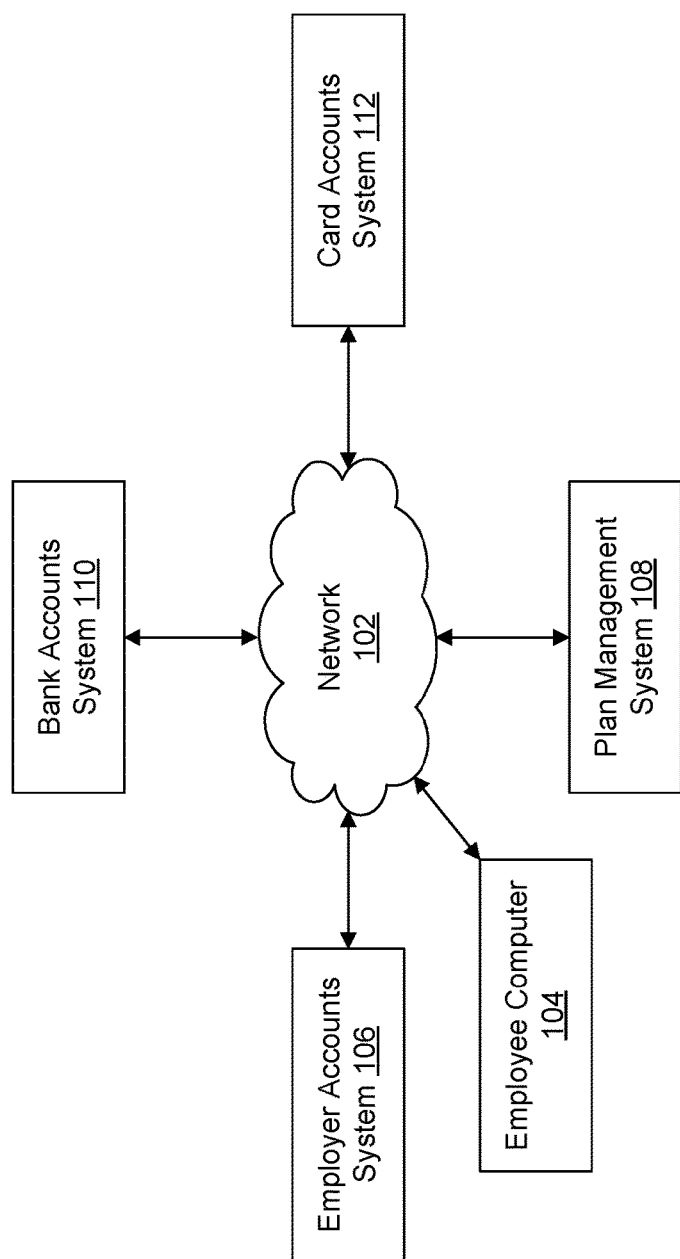 Bank Accounts
System 110
Employer Accounts
System 106
Network
102
Card Accounts
System 112
Employee Computer
104
Plan Management
System 108